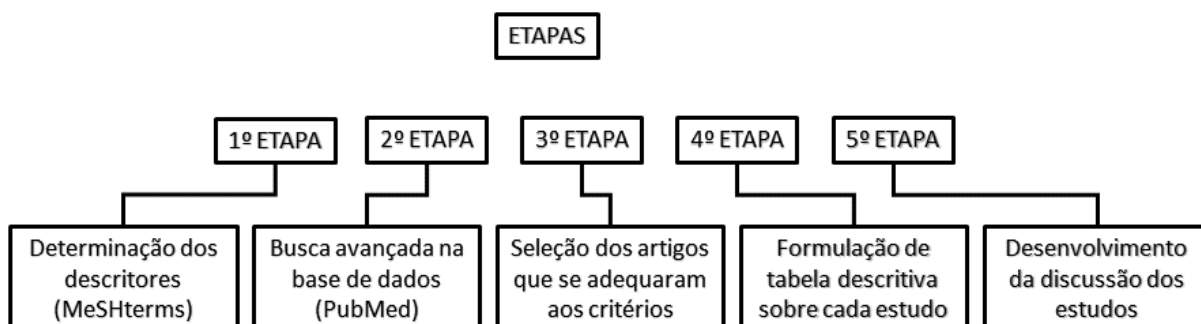 ETAPAS
1º ETAPA
2º ETAPA
3º ETAPA
4º ETAPA
5º ETAPA
Determinação dos
descritores
(MeSHterms)
Busca avançada na
base de dados
(PubMed)
Seleção dos artigos
que se adequaram
aos critérios
Formulação de
tabela descritiva
sobre cada estudo
Desenvolvimento
da discussão dos
estudos